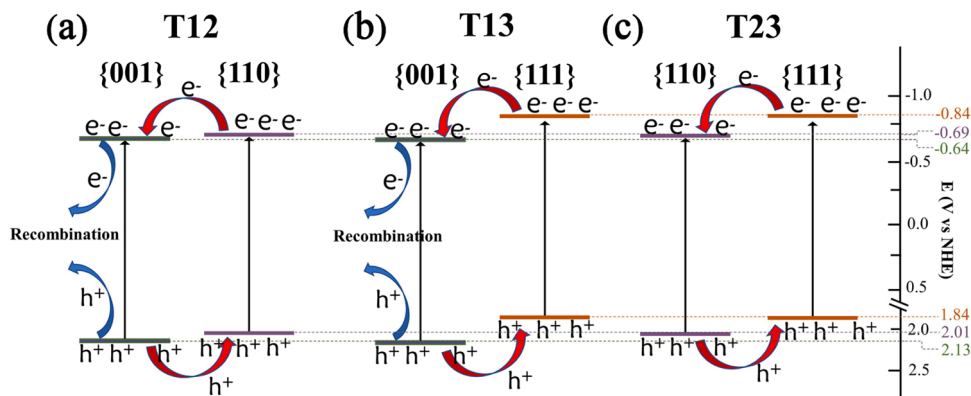 (a) T12
{001} {110}
e-
e- e- e- e- e- e-
e-
Recombination
h+
h+ h+ h+ h+ h+ h+
h+
(b) T13
{001} {111}
e-
e- e- e-
e- e- e-
e-
Recombination
h+
h+ h+ h+
h+ h+ h+
h+
(c) T23
{110} {111}
e-
e- e- e-
e- e- e-
h+ h+ h+
h+ h+ h+
h+
-1.0
-0.84
-0.69
-0.64
-0.5
0.0
0.5
1.84
2.0
2.01
2.13
2.5
E (V vs NHE)